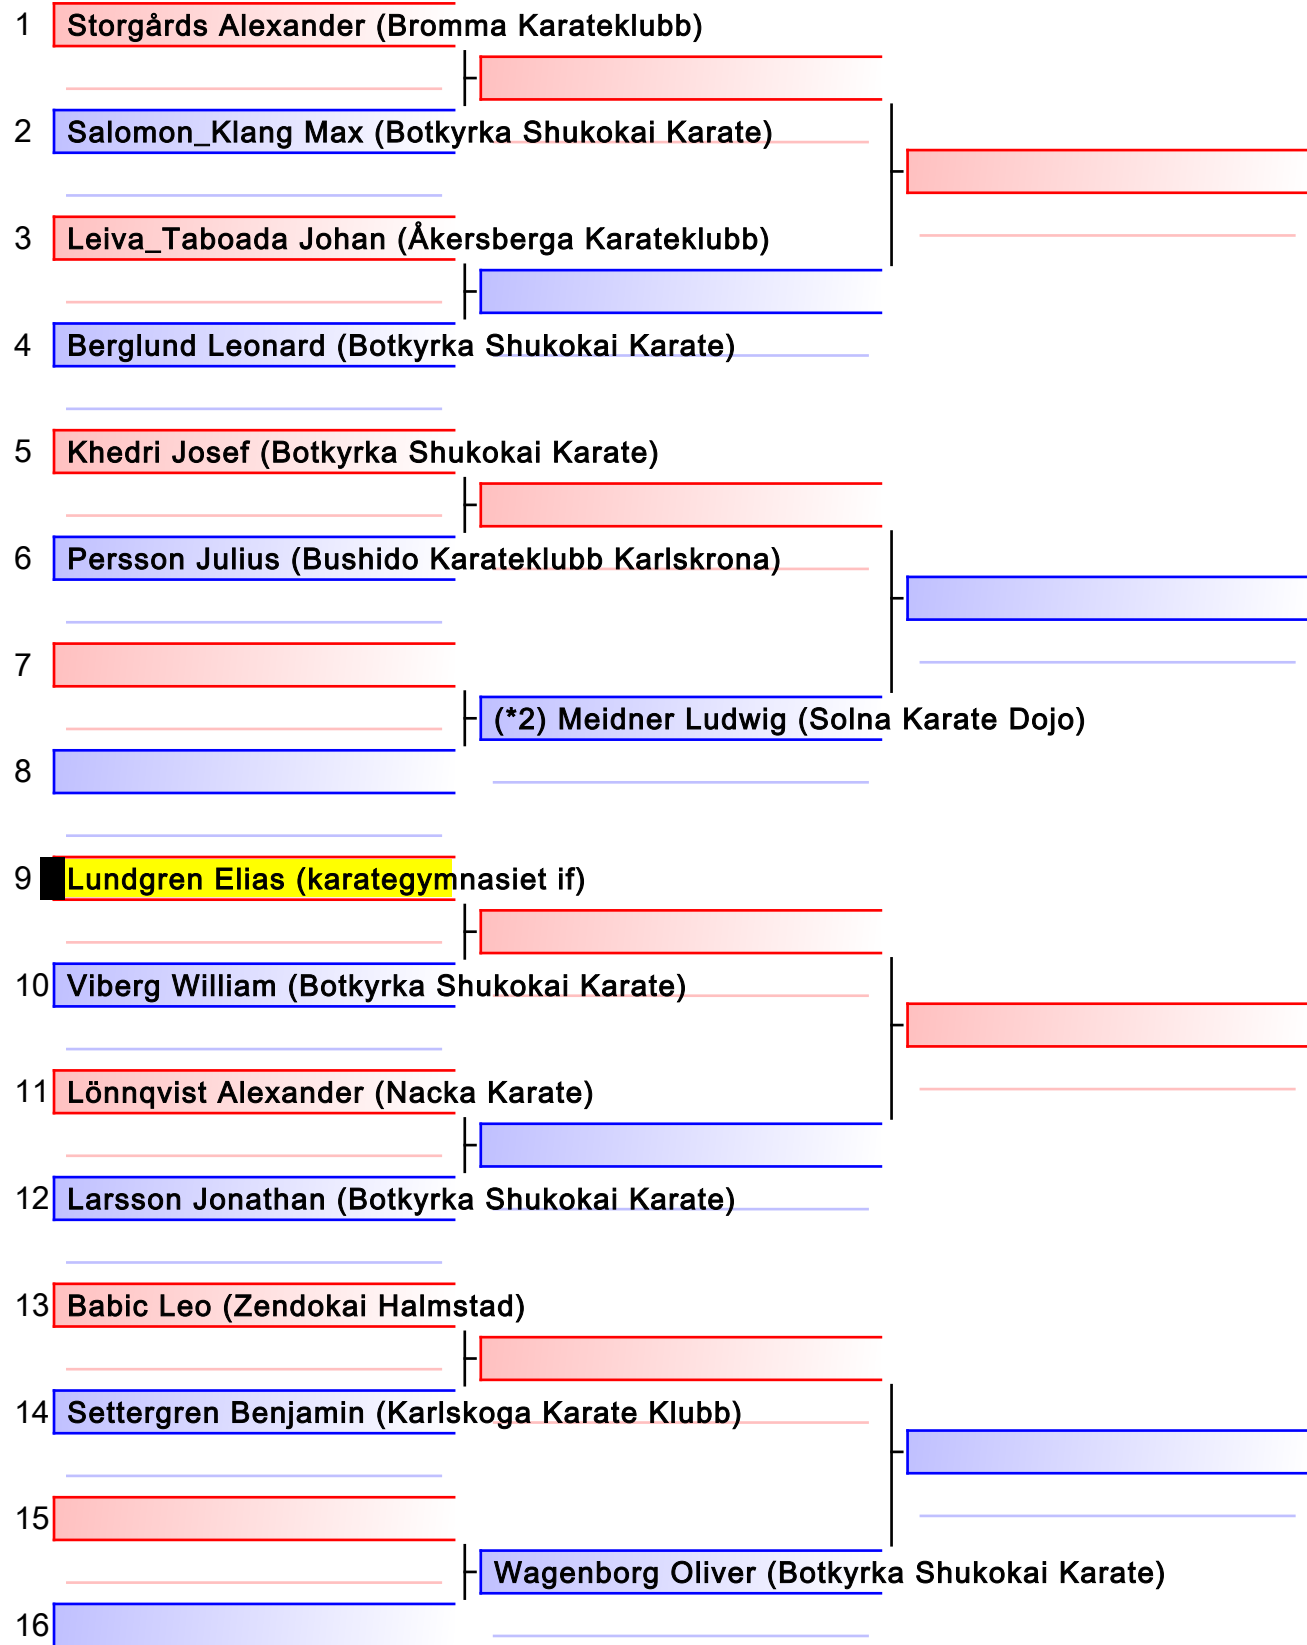 1 Storgårds Alexander (Bromma Karateklubb)
2 Salomon_Klang Max (Botkyrka Shukokai Karate)
3 Leiva_Taboada Johan (Åkersberga Karateklubb)
4 Berglund Leonard (Botkyrka Shukokai Karate)
5 Khedri Josef (Botkyrka Shukokai Karate)
6 Persson Julius (Bushido Karateklubb Karlskrona)
7
(*2) Meidner Ludwig (Solna Karate Dojo)
8
9 Lundgren Elias (karategymnasiet if)
10 Viberg William (Botkyrka Shukokai Karate)
11 Lönnqvist Alexander (Nacka Karate)
12 Larsson Jonathan (Botkyrka Shukokai Karate)
13 Babic Leo (Zendokai Halmstad)
14 Settergren Benjamin (Karlskoga Karate Klubb)
15
Wagenborg Oliver (Botkyrka Shukokai Karate)
16